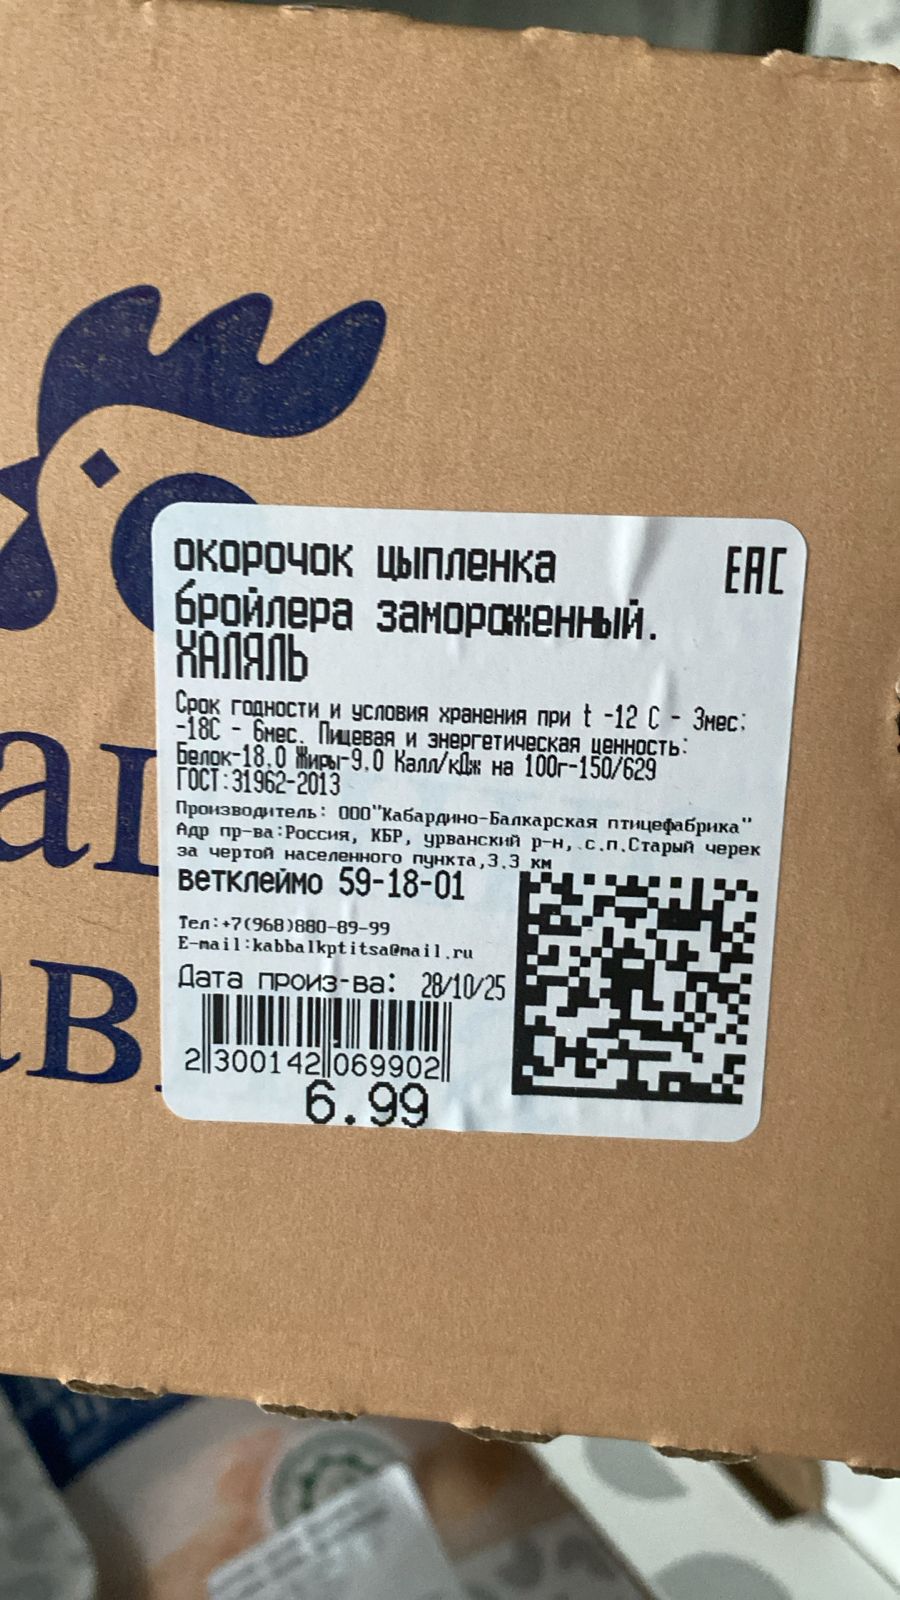 окорочок цыпленка
бройлера замороженный.
ХАЛЯЛЬ
EAC
Срок годности и условия хранения при t -12 С - 3мес;
-18С - 6мес. Пищевая и энергетическая ценность:
Белок-18,0 Жиры-9,0 Калл/кДж на 100г-150/629
ГОСТ:31962-2013
Производитель: ООО"Кабардино-Балкарская птицефабрика"
Адр пр-ва:Россия, КБР, урванский р-н, с.п.Старый черек
за чертой населенного пункта,3.3 км
ветклеймо 59-18-01
Тел:+7(968)880-89-99
E-mail:kabbalkptitsa@mail.ru
Дата произ-ва: 28/10/25
2 300142 069902
6.99